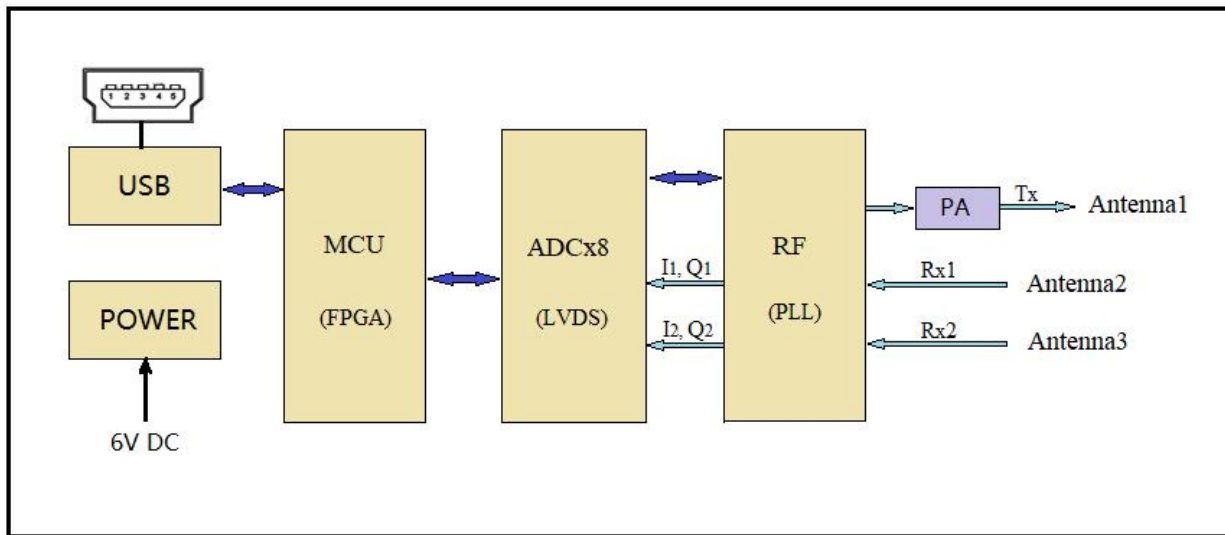 1 2 3 4 5
USB
POWER
6V DC
MCU
(FPGA)
ADCx8
(LVDS)
I1, Q1
I2, Q2
RF
(PLL)
PA
Tx
Antenna1
Rx1
Antenna2
Rx2
Antenna3